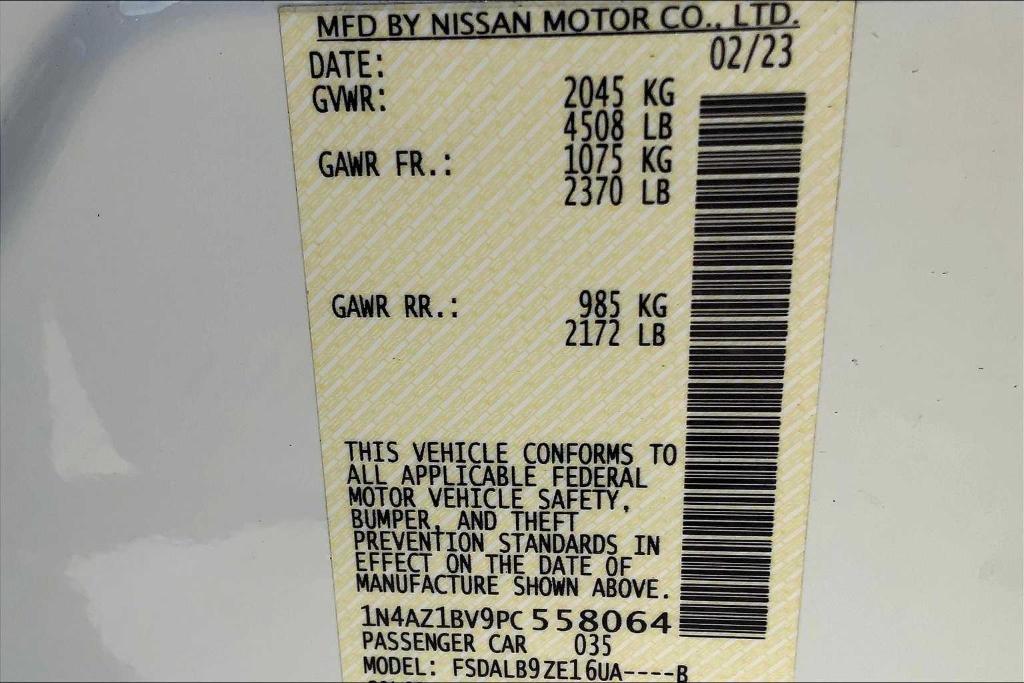 MFD BY NISSAN MOTOR CO., LTD.
DATE: 02/23
GVWR: 2045 KG
4508 LB
GAWR FR.: 1075 KG
2370 LB
GAWR RR.: 985 KG
2172 LB
THIS VEHICLE CONFORMS TO
ALL APPLICABLE FEDERAL
MOTOR VEHICLE SAFETY,
BUMPER, AND THEFT
PREVENTION STANDARDS IN
EFFECT ON THE DATE OF
MANUFACTURE SHOWN ABOVE.
1N4AZ1BV9PC 558064
PASSENGER CAR 035
MODEL: FSDALB9ZE16UA----B